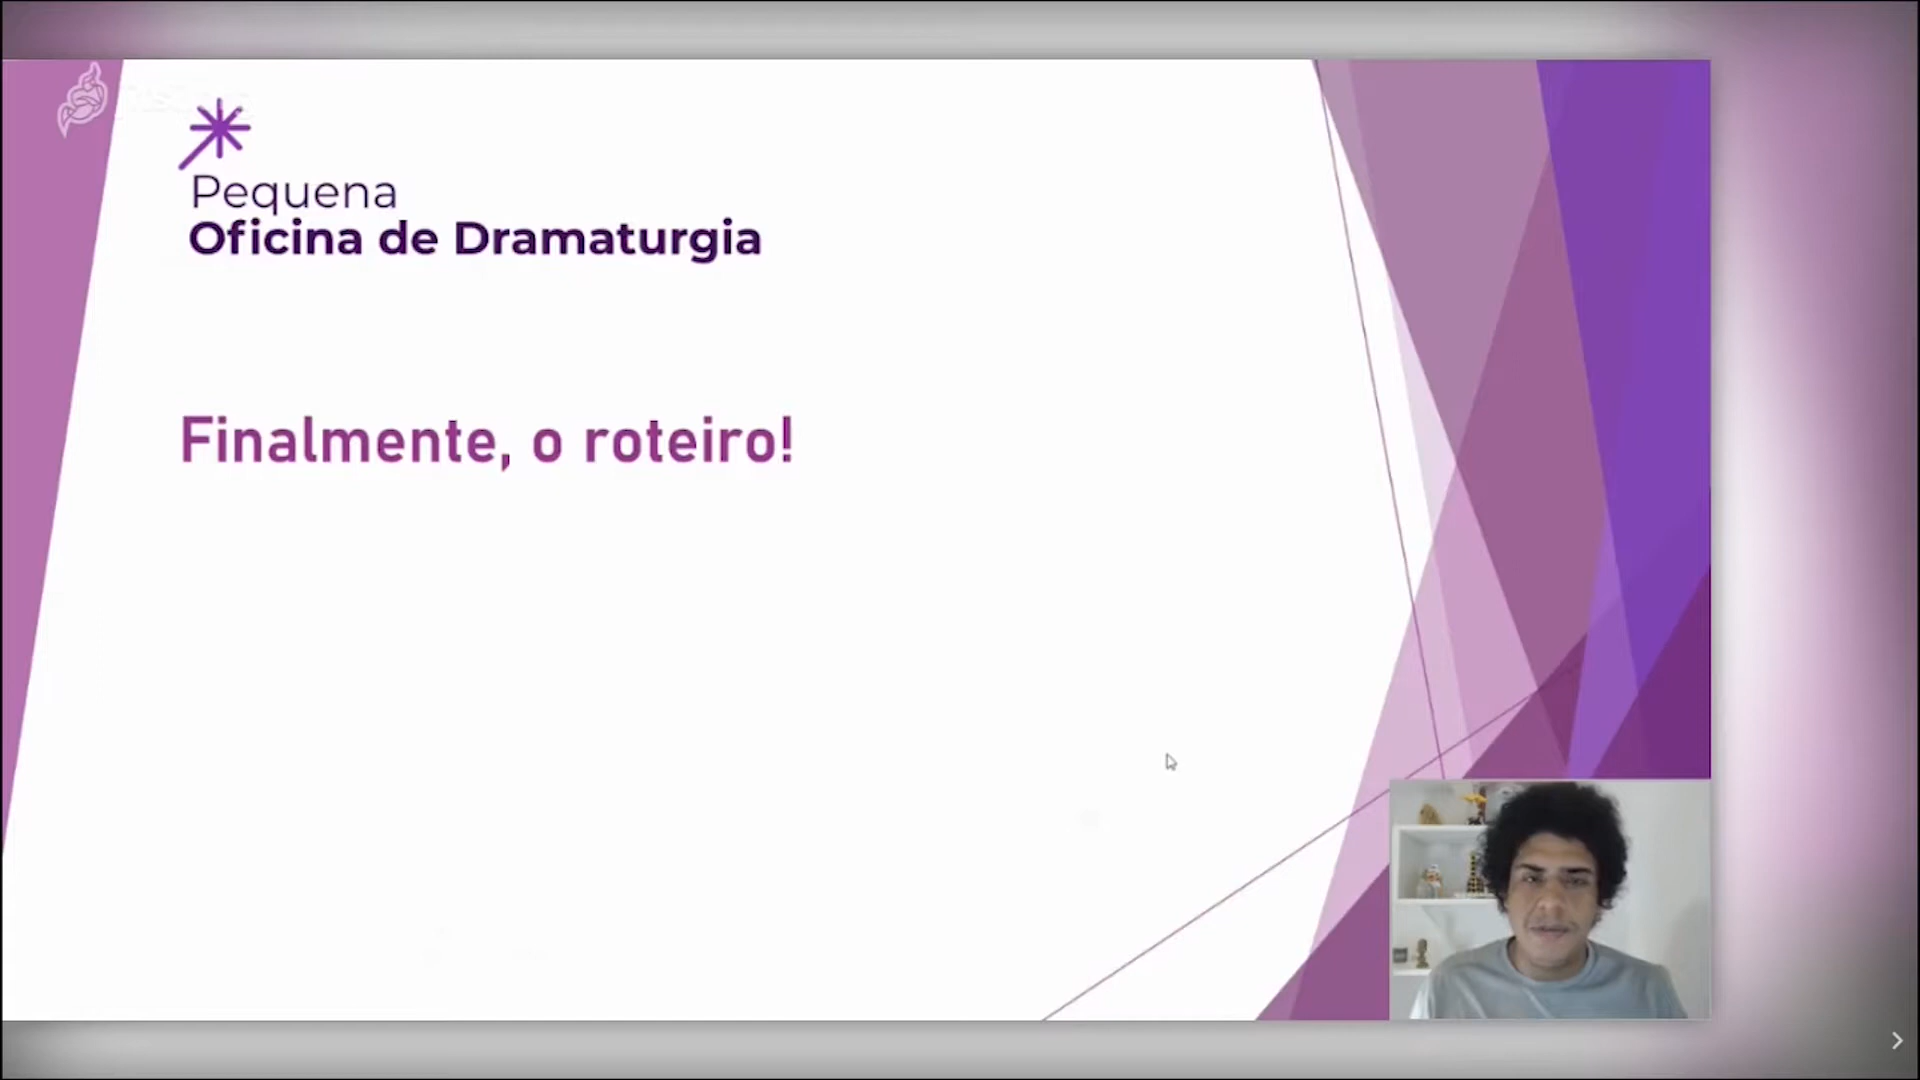 Pequena
Oficina de Dramaturgia
Finalmente, o roteiro!